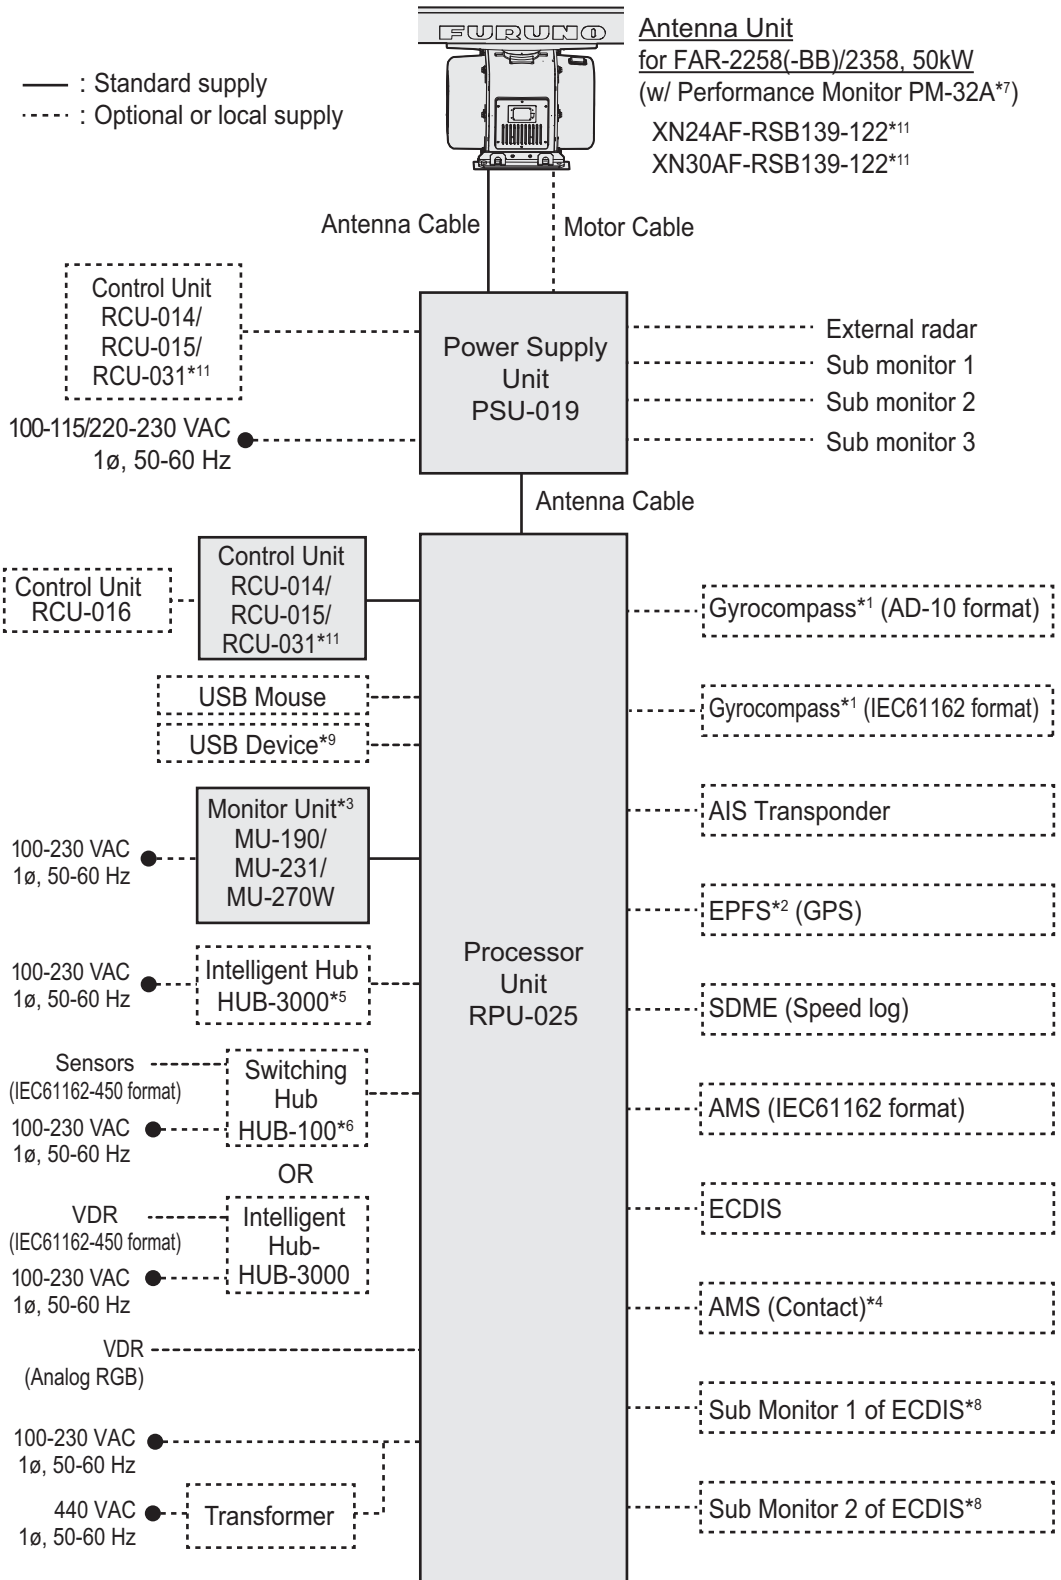 FURUNO
Antenna Unit
for FAR-2258(-BB)/2358, 50kW
(w/ Performance Monitor PM-32A*7)
XN24AF-RSB139-122*11
XN30AF-RSB139-122*11
: Standard supply
: Optional or local supply
Antenna Cable
Motor Cable
Control Unit
RCU-014/
RCU-015/
RCU-031*11
100-115/220-230 VAC
1ø, 50-60 Hz
Power Supply
Unit
PSU-019
External radar
Sub monitor 1
Sub monitor 2
Sub monitor 3
Antenna Cable
Control Unit
RCU-016
Control Unit
RCU-014/
RCU-015/
RCU-031*11
USB Mouse
USB Device*9
Monitor Unit*3
MU-190/
MU-231/
MU-270W
100-230 VAC
1ø, 50-60 Hz
Intelligent Hub
HUB-3000*5
100-230 VAC
1ø, 50-60 Hz
Sensors
(IEC61162-450 format)
100-230 VAC
1ø, 50-60 Hz
Switching
Hub
HUB-100*6
OR
VDR
(IEC61162-450 format)
100-230 VAC
1ø, 50-60 Hz
Intelligent
Hub-
HUB-3000
VDR
(Analog RGB)
100-230 VAC
1ø, 50-60 Hz
440 VAC
1ø, 50-60 Hz
Transformer
Processor
Unit
RPU-025
Gyrocompass*1 (AD-10 format)
Gyrocompass*1 (IEC61162 format)
AIS Transponder
EPFS*2 (GPS)
SDME (Speed log)
AMS (IEC61162 format)
ECDIS
AMS (Contact)*4
Sub Monitor 1 of ECDIS*8
Sub Monitor 2 of ECDIS*8